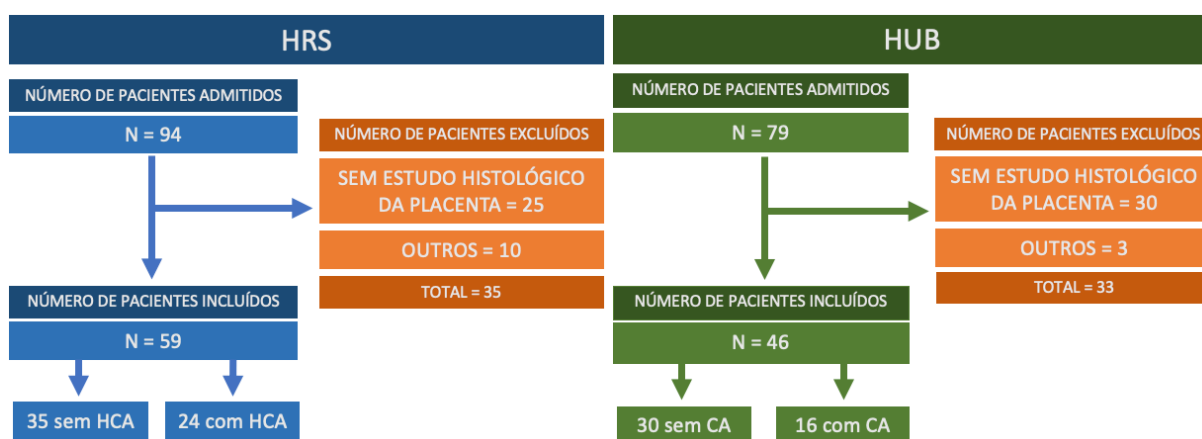 HRS
NÚMERO DE PACIENTES ADMITIDOS
N = 94
NÚMERO DE PACIENTES EXCLUÍDOS
SEM ESTUDO HISTOLÓGICO
DA PLACENTA = 25
OUTROS = 10
TOTAL = 35
NÚMERO DE PACIENTES INCLUÍDOS
N = 59
35 sem HCA
24 com HCA
HUB
NÚMERO DE PACIENTES ADMITIDOS
N = 79
NÚMERO DE PACIENTES EXCLUÍDOS
SEM ESTUDO HISTOLÓGICO
DA PLACENTA = 30
OUTROS = 3
TOTAL = 33
NÚMERO DE PACIENTES INCLUÍDOS
N = 46
30 sem CA
16 com CA